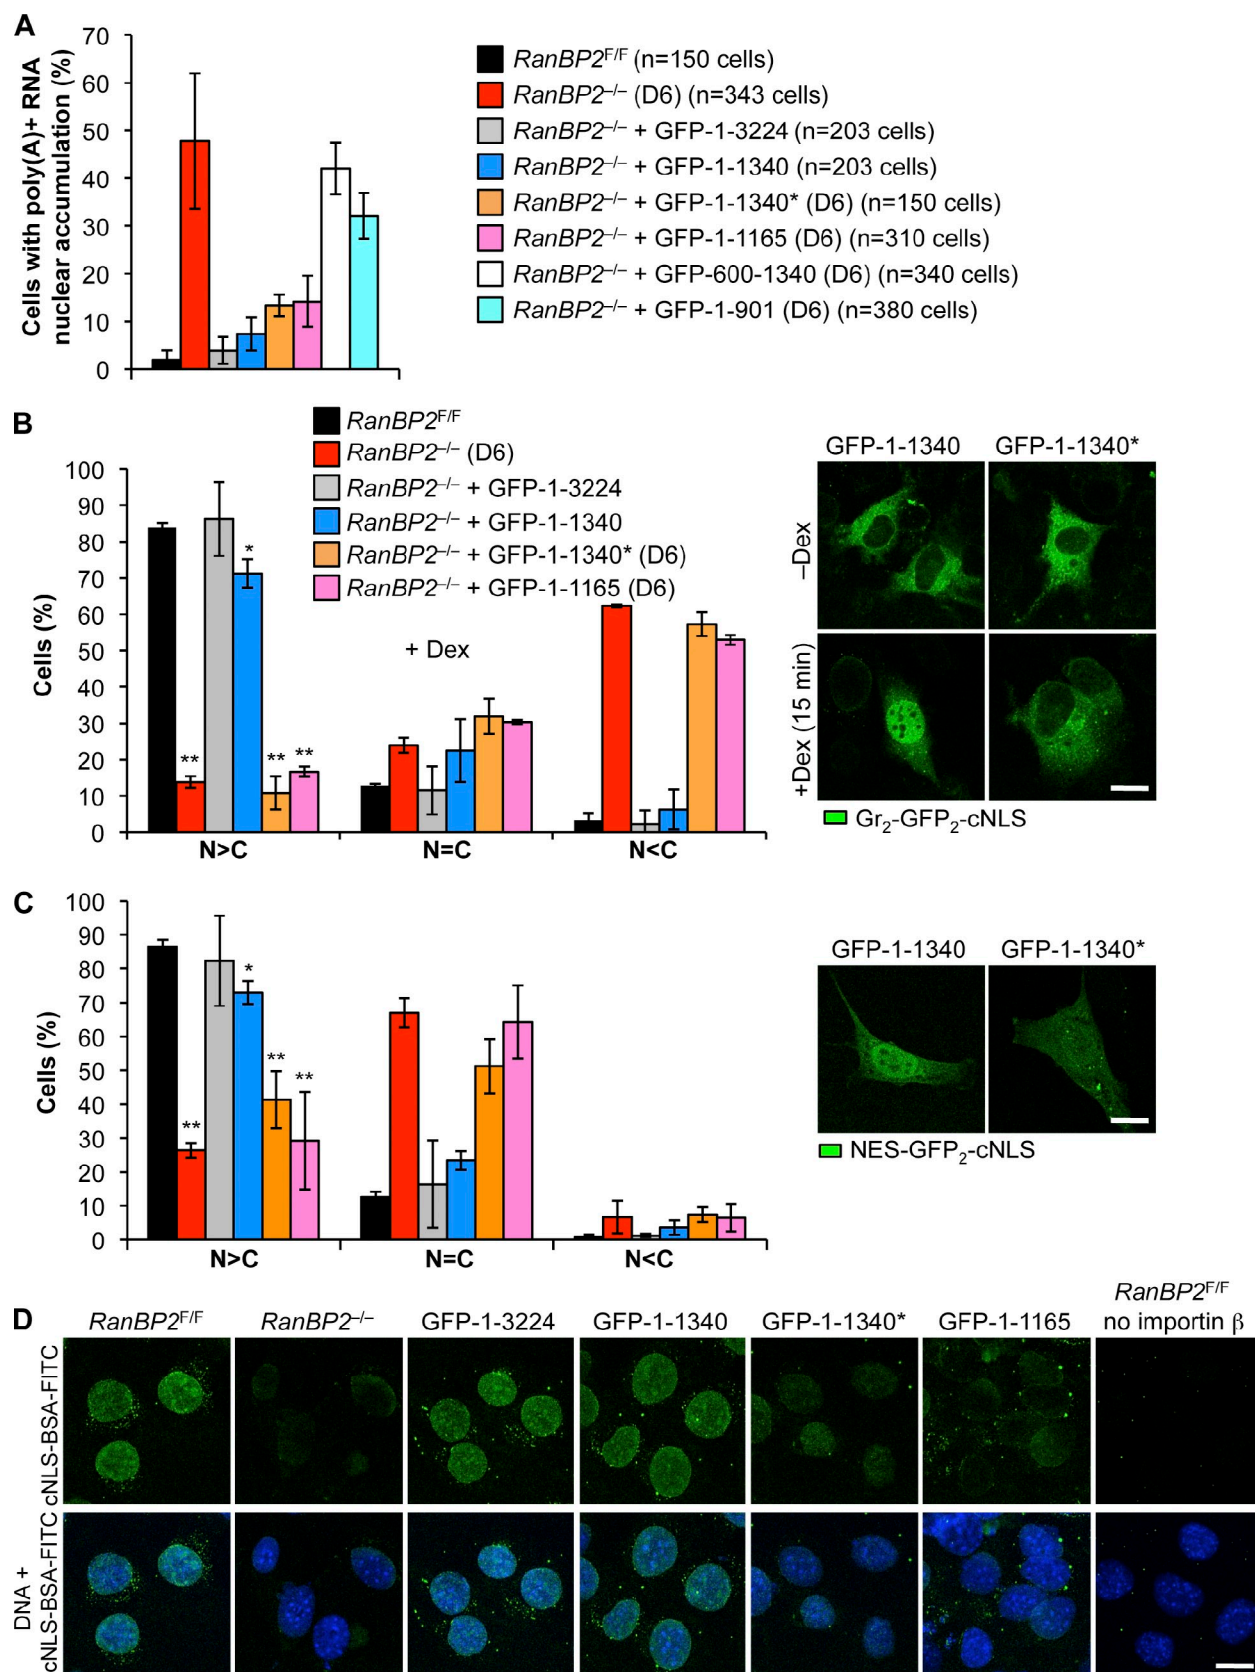 A
Cells with poly(A)+ RNA
nuclear accumulation (%)
70
60
50
40
30
20
10
0
RanBP2F/F (n=150 cells)
RanBP2–/– (D6) (n=343 cells)
RanBP2–/– + GFP-1-3224 (n=203 cells)
RanBP2–/– + GFP-1-1340 (n=203 cells)
RanBP2–/– + GFP-1-1340* (D6) (n=150 cells)
RanBP2–/– + GFP-1-1165 (D6) (n=310 cells)
RanBP2–/– + GFP-600-1340 (D6) (n=340 cells)
RanBP2–/– + GFP-1-901 (D6) (n=380 cells)
B
RanBP2F/F
RanBP2–/– (D6)
RanBP2–/– + GFP-1-3224
RanBP2–/– + GFP-1-1340
RanBP2–/– + GFP-1-1340* (D6)
RanBP2–/– + GFP-1-1165 (D6)
Cells (%)
100
90
80
70
60
50
40
30
20
10
0
**
*
**
**
+ Dex
N>C
N=C
N<C
GFP-1-1340
GFP-1-1340*
–Dex
+Dex (15 min)
Gr2-GFP2-cNLS
C
Cells (%)
100
90
80
70
60
50
40
30
20
10
0
**
*
**
**
N>C
N=C
N<C
GFP-1-1340
GFP-1-1340*
NES-GFP2-cNLS
D
RanBP2F/F
RanBP2–/–
GFP-1-3224
GFP-1-1340
GFP-1-1340*
GFP-1-1165
RanBP2F/F
no importin β
cNLS-BSA-FITC
DNA +
cNLS-BSA-FITC